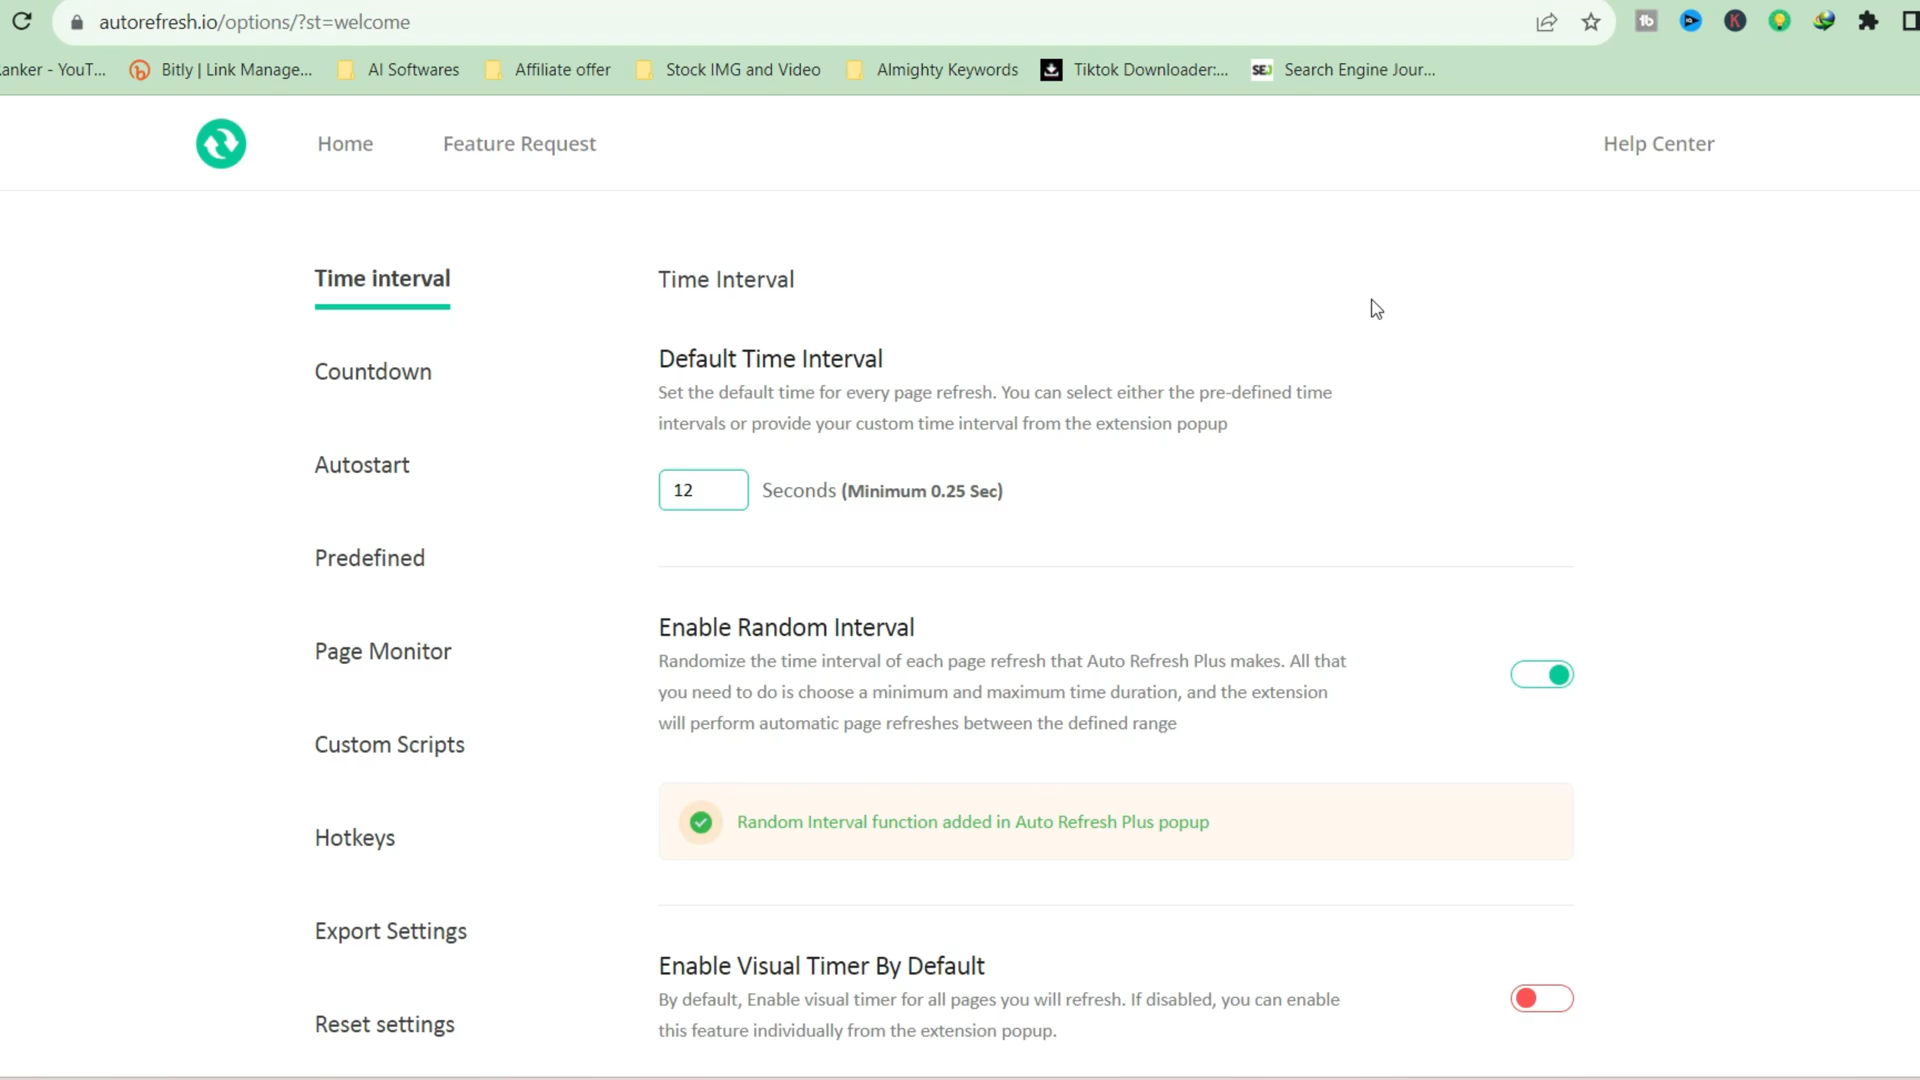 autorefresh.io/options/?st=welcome
anker - YouT...
Bitly | Link Manage...
AI Softwares
Affiliate offer
Stock IMG and Video
Almighty Keywords
Tiktok Downloader:...
SEJ
Search Engine Jour...
Home
Feature Request
Help Center
Time interval
Countdown
Autostart
Predefined
Page Monitor
Custom Scripts
Hotkeys
Export Settings
Reset settings
Time Interval
Default Time Interval
Set the default time for every page refresh. You can select either the pre-defined time
intervals or provide your custom time interval from the extension popup
12 Seconds (Minimum 0.25 Sec)
Enable Random Interval
Randomize the time interval of each page refresh that Auto Refresh Plus makes. All that
you need to do is choose a minimum and maximum time duration, and the extension
will perform automatic page refreshes between the defined range
Random Interval function added in Auto Refresh Plus popup
Enable Visual Timer By Default
By default, Enable visual timer for all pages you will refresh. If disabled, you can enable
this feature individually from the extension popup.